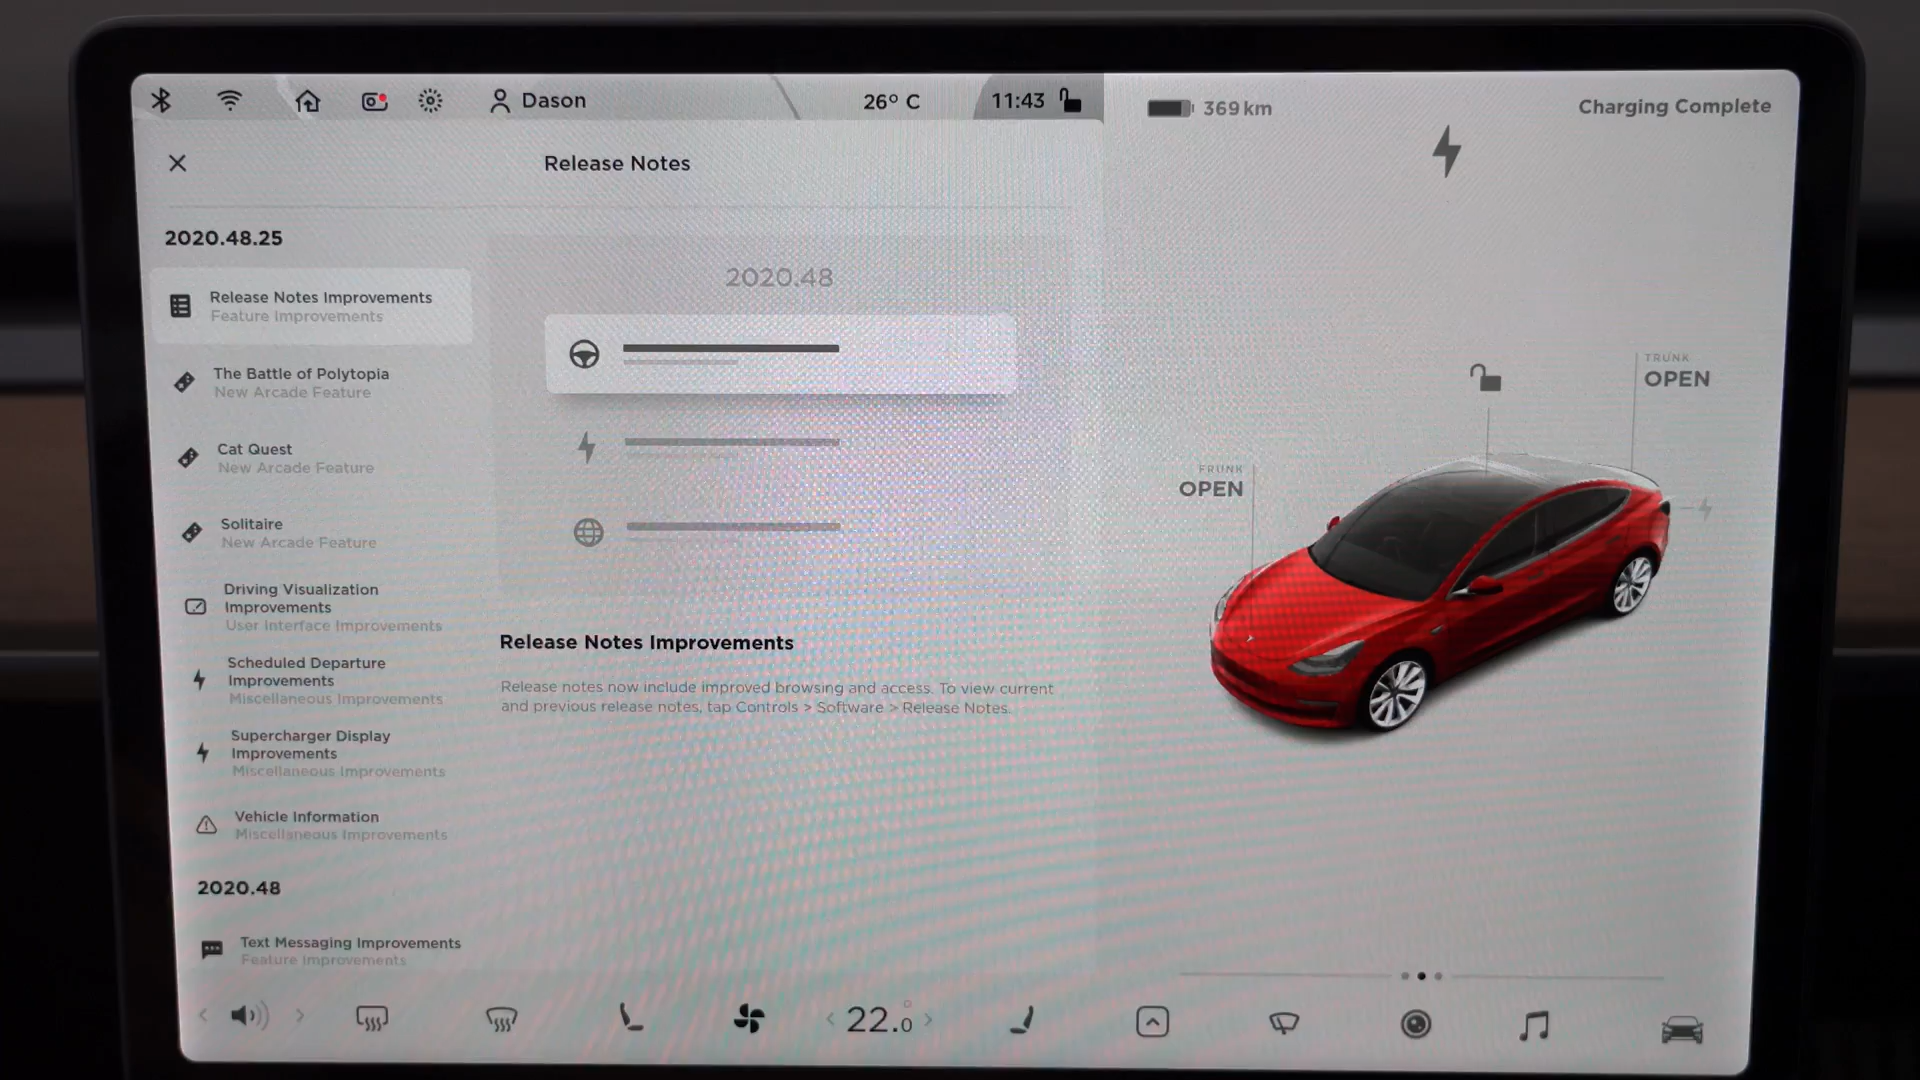 Dason
26° C
11:43
369 km
Charging Complete
Release Notes
2020.48.25
Release Notes Improvements
Feature Improvements
The Battle of Polytopia
New Arcade Feature
Cat Quest
New Arcade Feature
Solitaire
New Arcade Feature
Driving Visualization
Improvements
User Interface Improvements
Scheduled Departure
Improvements
Miscellaneous Improvements
Supercharger Display
Improvements
Miscellaneous Improvements
Vehicle Information
Miscellaneous Improvements
2020.48
Text Messaging Improvements
Feature Improvements
2020.48
Release Notes Improvements
Release notes now include improved browsing and access. To view current
and previous release notes, tap Controls > Software > Release Notes.
TRUNK
OPEN
FRUNK
OPEN
22.0°